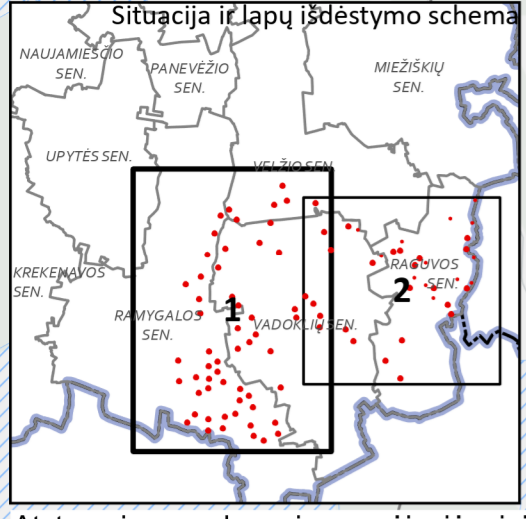 Situacija ir lapų išdėstymo schema
NAUJAMIESČIO
SEN.
PANEVĖŽIO
SEN.
MIEŽIŠKIŲ
SEN.
UPYTĖS SEN.
VELŽIO SEN.
KREKENAVOS
SEN.
RAGUVOS
SEN.
2
1
RAMYGALOS
SEN.
VADOKLIŲ SEN.